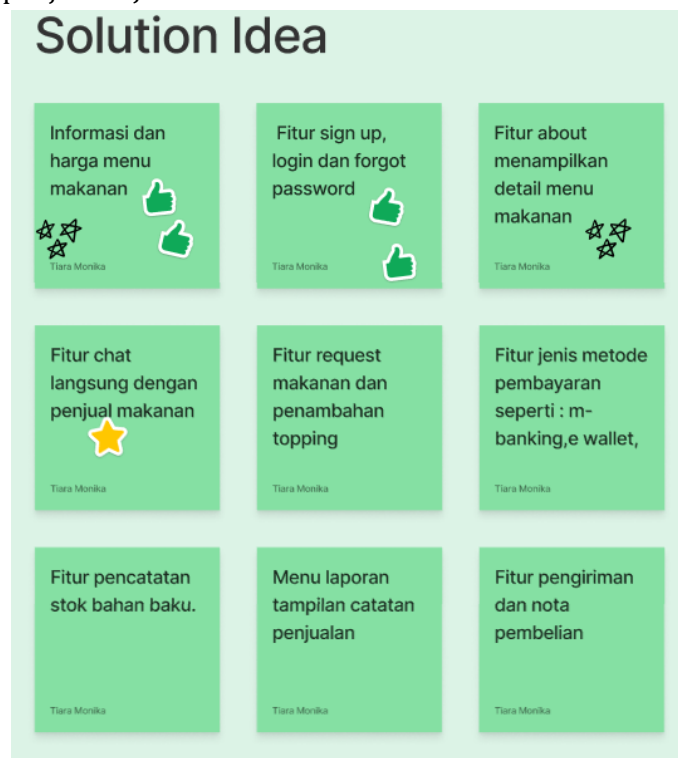 Solution Idea
Informasi dan
harga menu
makanan
Tiara Monika
Fitur sign up,
login dan forgot
password
Tiara Monika
Fitur about
menampilkan
detail menu
makanan
Tiara Monika
Fitur chat
langsung dengan
penjual makanan
Tiara Monika
Fitur request
makanan dan
penambahan
topping
Tiara Monika
Fitur jenis metode
pembayaran
seperti : m-
banking,e wallet,
Tiara Monika
Fitur pencatatan
stok bahan baku.
Tiara Monika
Menu laporan
tampilan catatan
penjualan
Tiara Monika
Fitur pengiriman
dan nota
pembelian
Tiara Monika